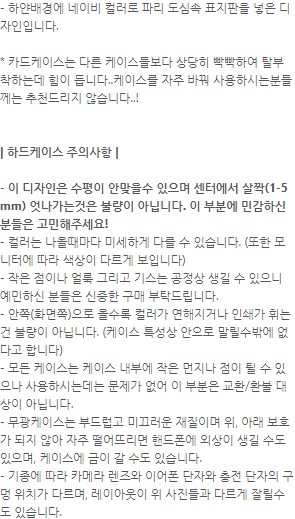 - 하얀배경에 네이비 컬러로 파리 도심속 표지판을 넣은 디
자인입니다.
* 카드케이스는 다른 케이스들보다 상당히 빡빡하여 탈부
착하는데 힘이 듭니다..케이스를 자주 바꿔 사용하시는분들
께는 추천드리지 않습니다..!
| 하드케이스 주의사항 |
- 이 디자인은 수평이 안맞을수 있으며 센터에서 살짝(1-5
mm) 엇나가는것은 불량이 아닙니다. 이 부분에 민감하신
분들은 고민해주세요!
- 컬러는 나올때마다 미세하게 다를 수 있습니다. (또한 모
니터에 따라 색상이 다르게 보입니다)
- 작은 점이나 얼룩 그리고 기스는 공정상 생길 수 있으니
예민하신 분들은 신중한 구매 부탁드립니다.
- 안쪽(화면쪽)으로 올수록 컬러가 연해지거나 인쇄가 휘는
건 불량이 아닙니다. (케이스 특성상 안으로 말릴수밖에 없
다고 합니다)
- 모든 케이스는 케이스 내부에 작은 먼지나 점이 튈 수 있
으나 사용하시는데는 문제가 없어 이 부분은 교환/환불 대
상이 아닙니다.
- 무광케이스는 부드럽고 미끄러운 재질이며 위, 아래 보호
가 되지 않아 자주 떨어뜨리면 핸드폰에 외상이 생길 수도
있으며, 케이스에 금이 갈 수도 있습니다.
- 기종에 따라 카메라 렌즈와 이어폰 단자와 충전 단자의 구
멍 위치가 다르며, 레이아웃이 위 사진들과 다르게 잘릴수
도 있습니다.